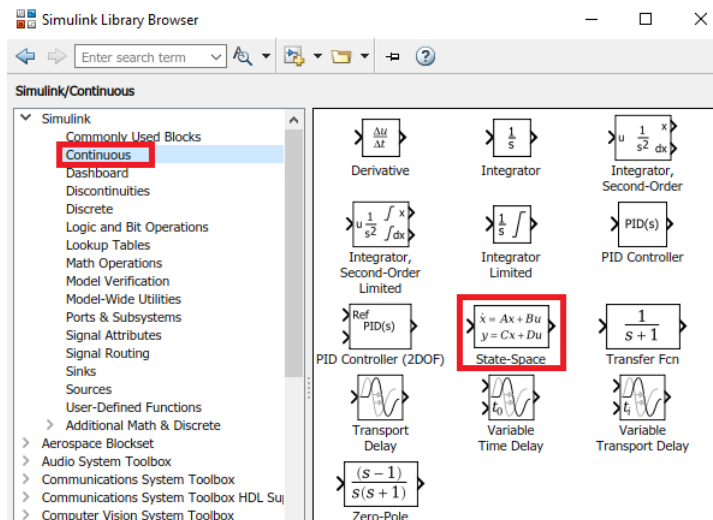 Simulink Library Browser
Enter search term
Simulink/Continuous
Simulink
Commonly Used Blocks
Continuous
Dashboard
Discontinuities
Discrete
Logic and Bit Operations
Lookup Tables
Math Operations
Model Verification
Model-Wide Utilities
Ports & Subsystems
Signal Attributes
Signal Routing
Sinks
Sources
User-Defined Functions
Additional Math & Discrete
Aerospace Blockset
Audio System Toolbox
Communications System Toolbox
Communications System Toolbox HDL Su
Computer Vision System Toolbox
Δu/Δt
Derivative
1/s
Integrator
u 1/s2 x dx
Integrator,
Second-Order
u 1/s2 ∫x ∫dx
Integrator,
Second-Order
Limited
1/s ∫
Integrator
Limited
PID(s)
PID Controller
Ref
PID(s)
PID Controller (2DOF)
ẋ = Ax + Bu
y = Cx + Du
State-Space
1/(s + 1)
Transfer Fcn
Transport
Delay
t0
Variable
Time Delay
ti
Variable
Transport Delay
(s − 1)
s(s + 1)
Zero-Pole